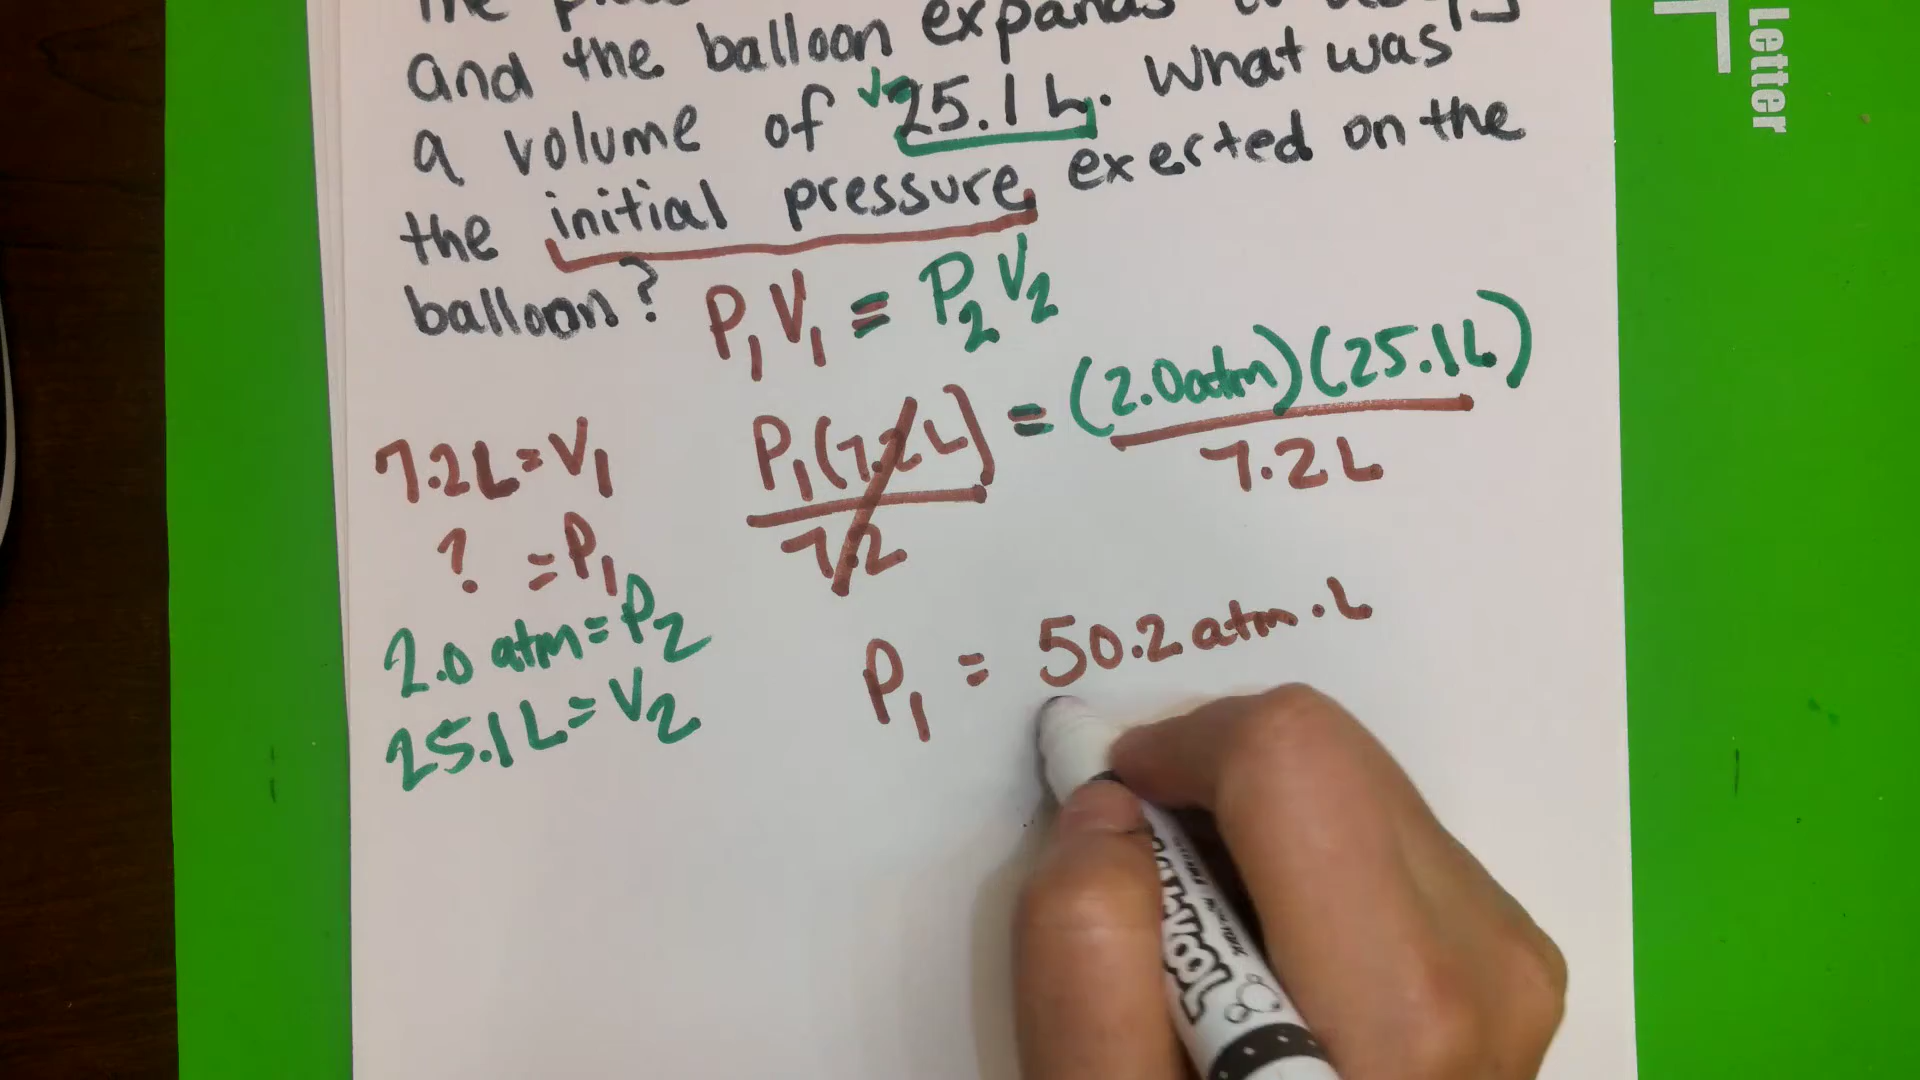 the
and the balloon expands
a volume of V2 25.1 L. What was
the initial pressure exerted on the
balloon?
P1V1 = P2V2
P1(7.2L) = (2.0atm)(25.1L)
7.2 7.2L
7.2L = V1
? = P1
2.0 atm = P2
25.1L = V2
P1 = 50.2 atm·L
Letter